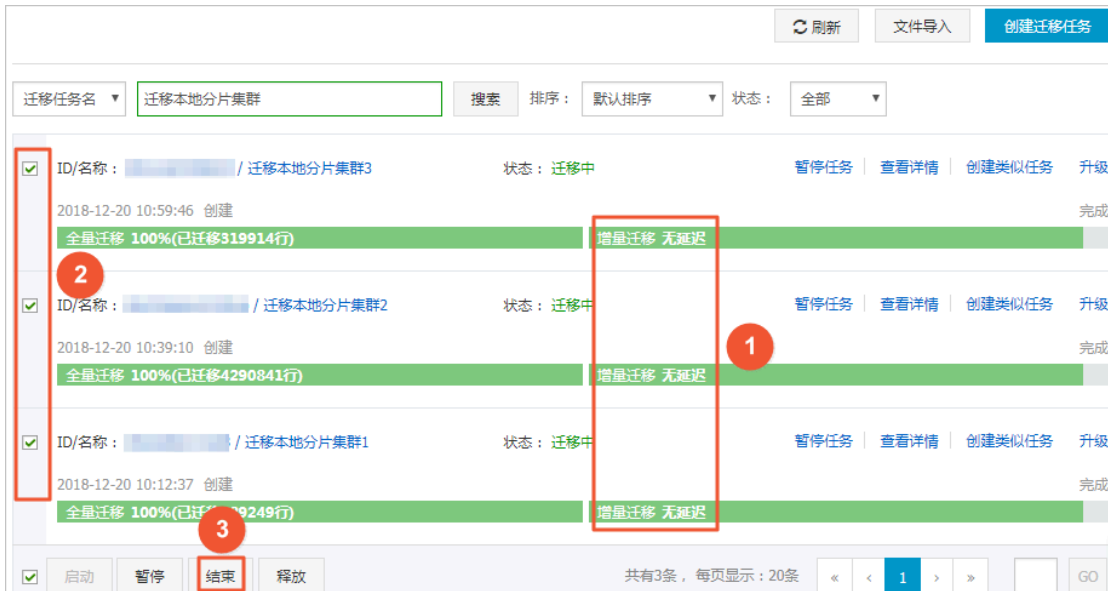 刷新 文件导入 创建迁移任务
迁移任务名 迁移本地分片集群 搜索 排序： 默认排序 状态： 全部
ID/名称： / 迁移本地分片集群3 状态：迁移中 暂停任务 查看详情 创建类似任务 升级
2018-12-20 10:59:46 创建 完成
全量迁移 100%(已迁移319914行) 增量迁移 无延迟
2
ID/名称： / 迁移本地分片集群2 状态：迁移中 暂停任务 查看详情 创建类似任务 升级
1
2018-12-20 10:39:10 创建 完成
全量迁移 100%(已迁移4290841行) 增量迁移 无延迟
ID/名称： / 迁移本地分片集群1 状态：迁移中 暂停任务 查看详情 创建类似任务 升级
2018-12-20 10:12:37 创建 完成
全量迁移 100%(已迁 9249行) 增量迁移 无延迟
3
启动 暂停 结束 释放 共有3条，每页显示：20条 « ‹ 1 › » GO